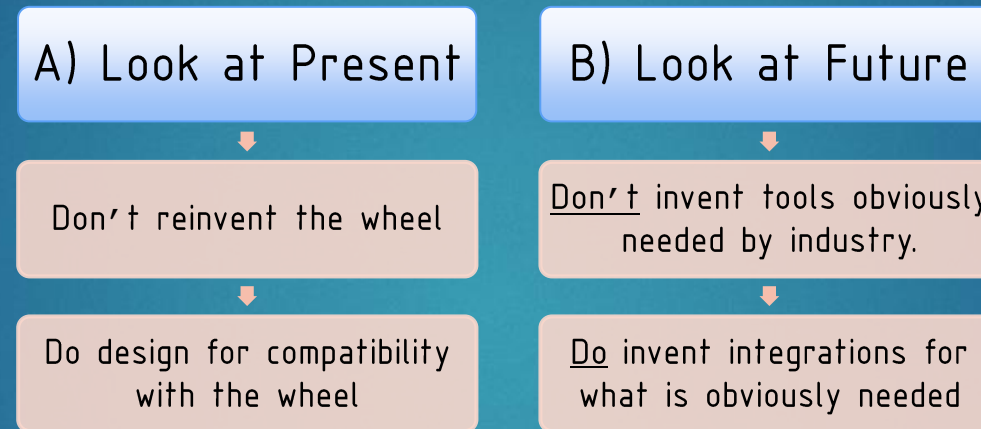 A) Look at Present
Don't reinvent the wheel
Do design for compatibility
with the wheel
B) Look at Future
Don't invent tools obviously
needed by industry.
Do invent integrations for
what is obviously needed